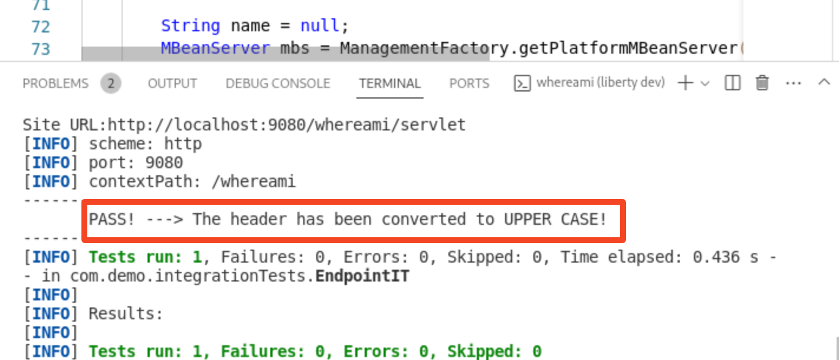 71
72 String name = null;
73 MBeanServer mbs = ManagementFactory.getPlatformMBeanServer(
PROBLEMS 2 OUTPUT DEBUG CONSOLE TERMINAL PORTS whereami (liberty dev)
Site URL:http://localhost:9080/whereami/servlet
[INFO] scheme: http
[INFO] port: 9080
[INFO] contextPath: /whereami
------
PASS! ---> The header has been converted to UPPER CASE!
------
[INFO] Tests run: 1, Failures: 0, Errors: 0, Skipped: 0, Time elapsed: 0.436 s -
- in com.demo.integrationTests.EndpointIT
[INFO]
[INFO] Results:
[INFO]
[INFO] Tests run: 1, Failures: 0, Errors: 0, Skipped: 0